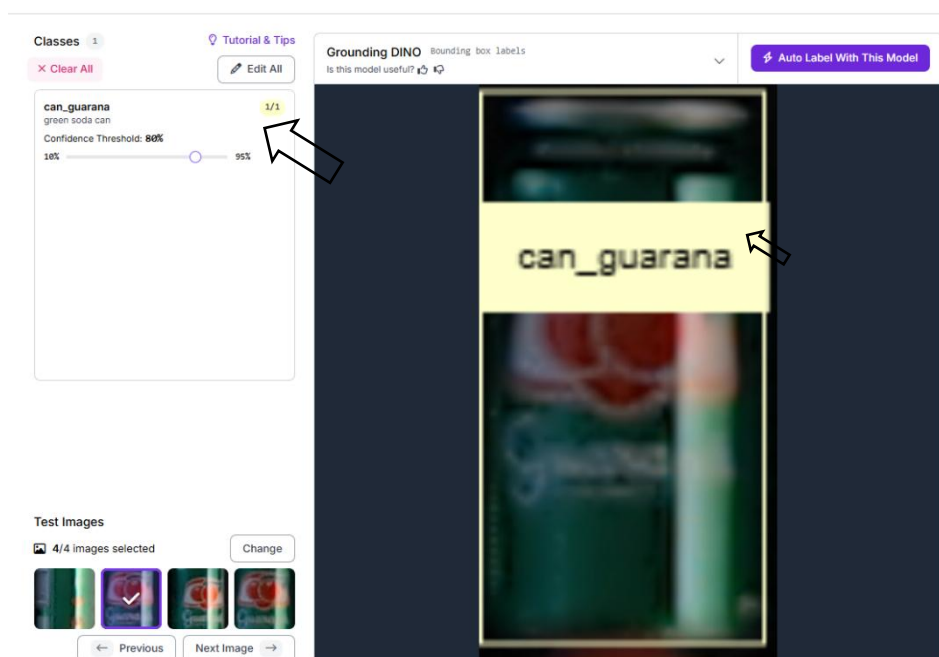 Classes 1
Tutorial & Tips
Clear All
Edit All
can_guarana 1/1
green soda can
Confidence Threshold: 80%
10% 95%
Test Images
4/4 images selected
Change
Previous
Next Image
Grounding DINO Bounding box labels
Is this model useful?
Auto Label With This Model
can_guarana